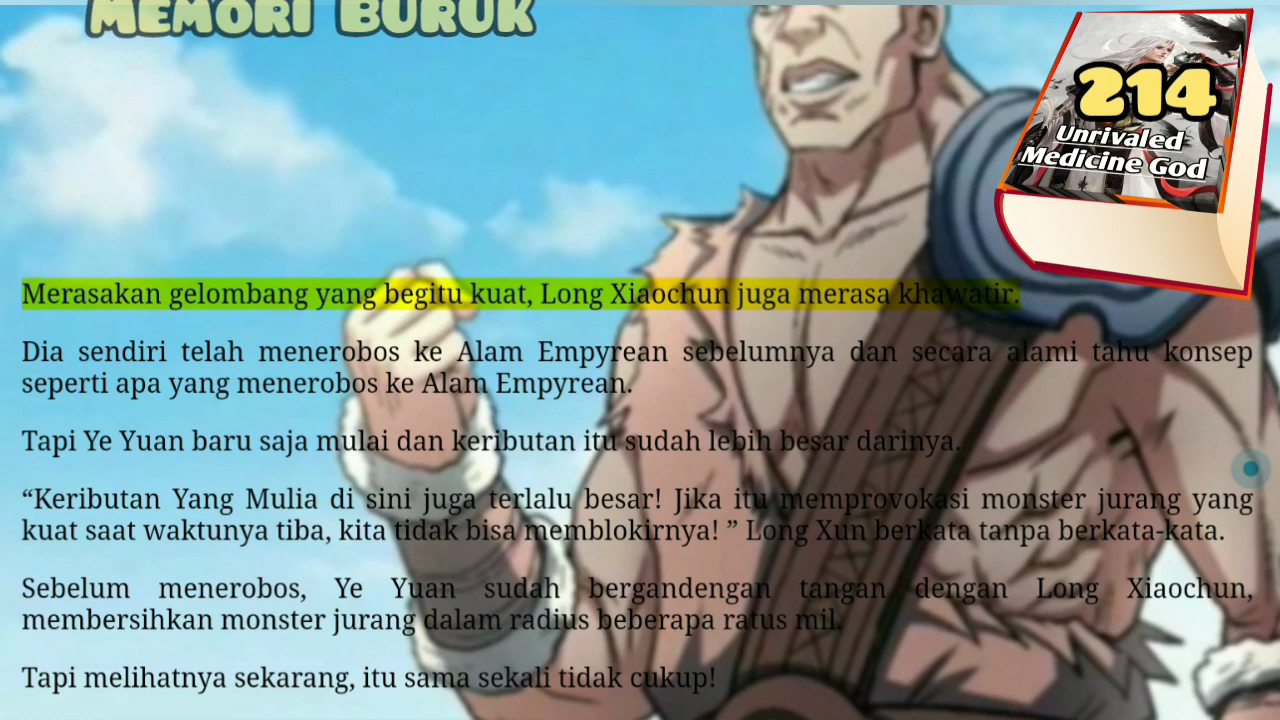 MEMORI BURUK
214
Unrivaled
Medicine God
Merasakan gelombang yang begitu kuat, Long Xiaochun juga merasa khawatir.
Dia sendiri telah menerobos ke Alam Empyrean sebelumnya dan secara alami tahu konsep
seperti apa yang menerobos ke Alam Empyrean.
Tapi Ye Yuan baru saja mulai dan keributan itu sudah lebih besar darinya.
“Keributan Yang Mulia di sini juga terlalu besar! Jika itu memprovokasi monster jurang yang
kuat saat waktunya tiba, kita tidak bisa memblokirnya! ” Long Xun berkata tanpa berkata-kata.
Sebelum menerobos, Ye Yuan sudah bergandengan tangan dengan Long Xiaochun,
membersihkan monster jurang dalam radius beberapa ratus mil.
Tapi melihatnya sekarang, itu sama sekali tidak cukup!